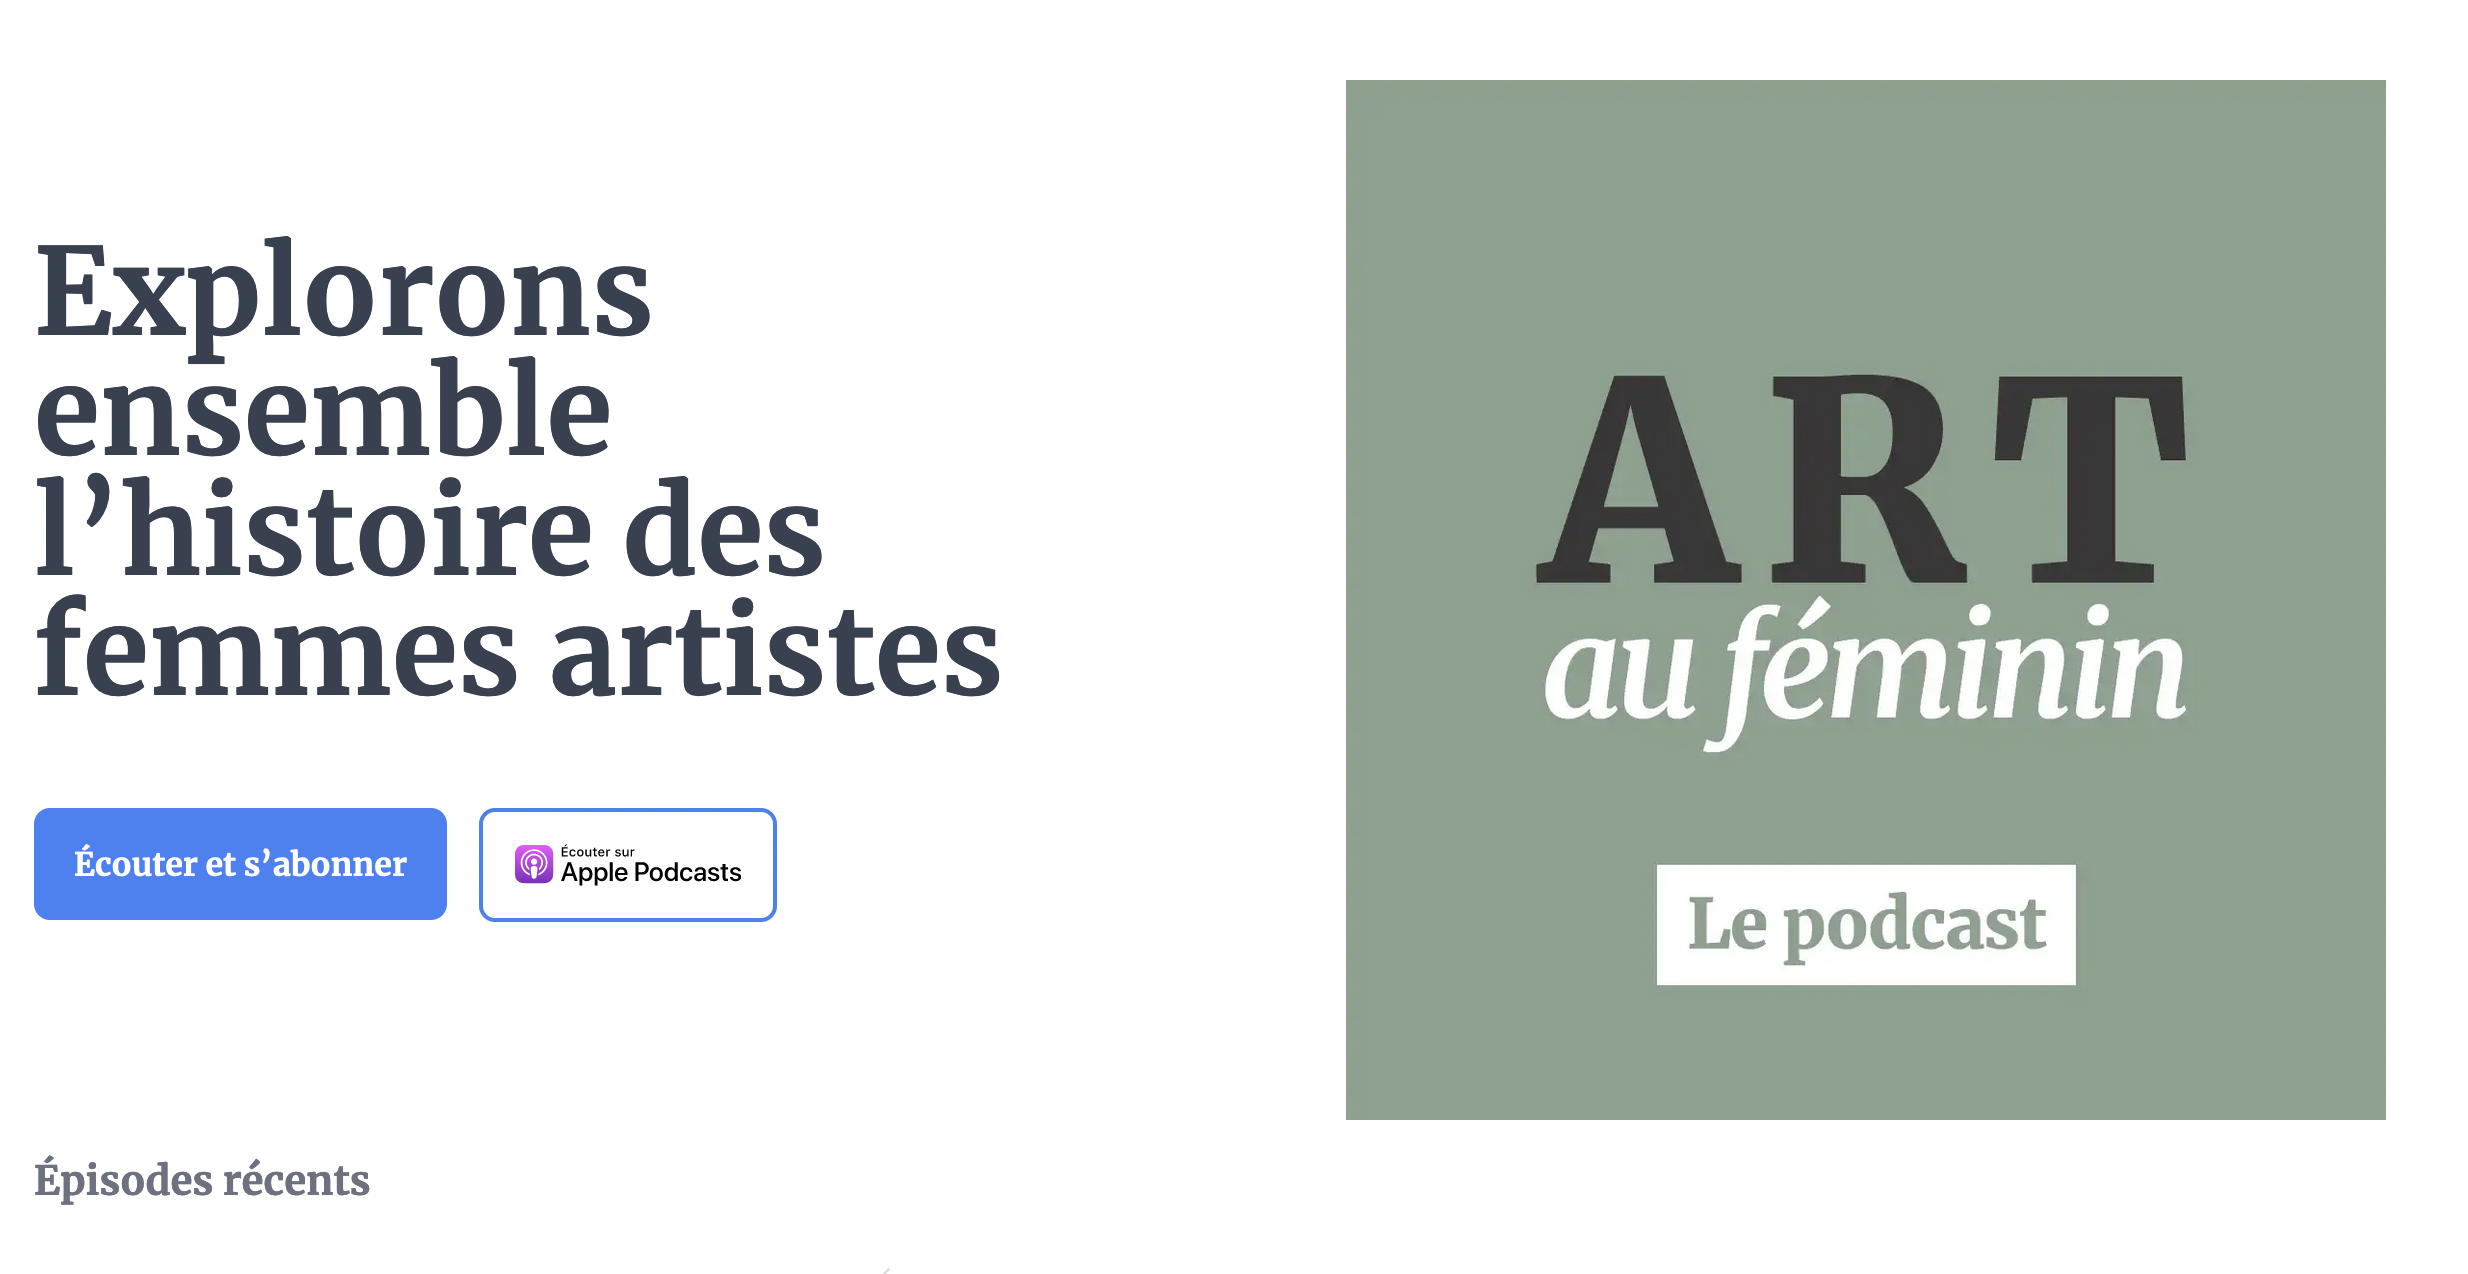 Explorons
ensemble
l’histoire des
femmes artistes
Écouter et s’abonner
Écouter sur
Apple Podcasts
ART
au féminin
Le podcast
Épisodes récents